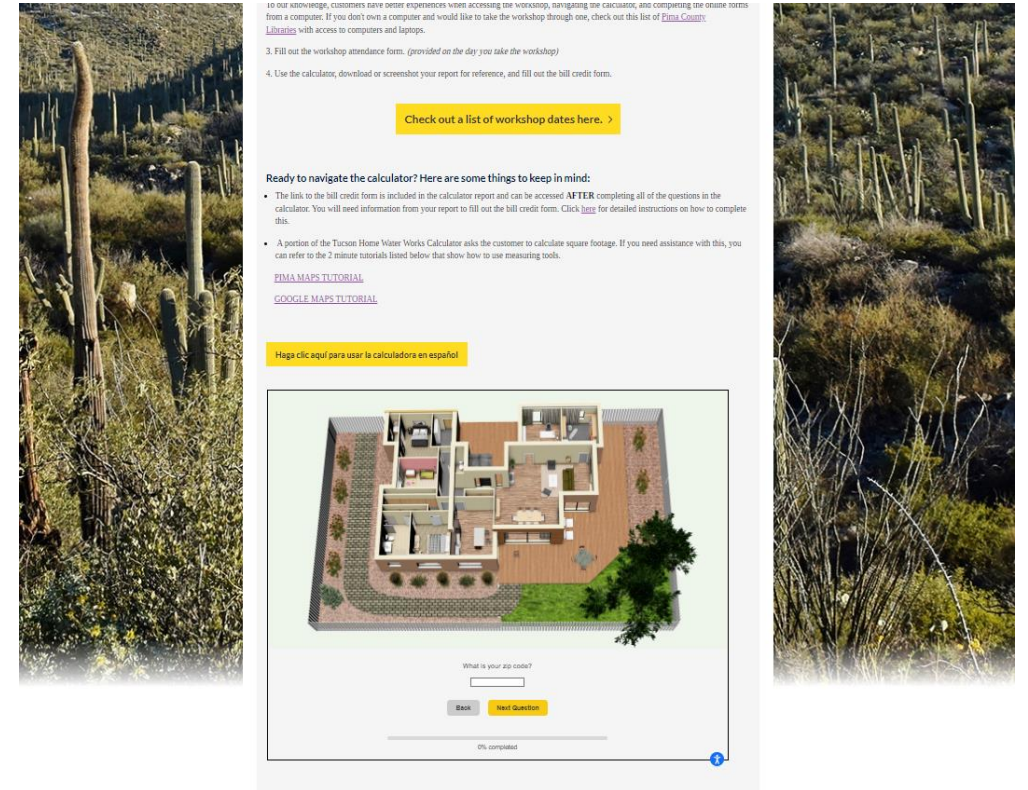 To our knowledge, customers have better experiences when accessing the workshop, navigating the calculator, and completing the online forms
from a computer. If you don't own a computer and would like to take the workshop through one, check out this list of Pima County
Libraries with access to computers and laptops.
3. Fill out the workshop attendance form. (provided on the day you take the workshop)
4. Use the calculator, download or screenshot your report for reference, and fill out the bill credit form.
Check out a list of workshop dates here. >
Ready to navigate the calculator? Here are some things to keep in mind:
• The link to the bill credit form is included in the calculator report and can be accessed AFTER completing all of the questions in the
calculator. You will need information from your report to fill out the bill credit form. Click here for detailed instructions on how to complete
this.
• A portion of the Tucson Home Water Works Calculator asks the customer to calculate square footage. If you need assistance with this, you
can refer to the 2 minute tutorials listed below that show how to use measuring tools.
PIMA MAPS TUTORIAL
GOOGLE MAPS TUTORIAL
Haga clic aquí para usar la calculadora en español
What is your zip code?
Back Next Question
0% completed